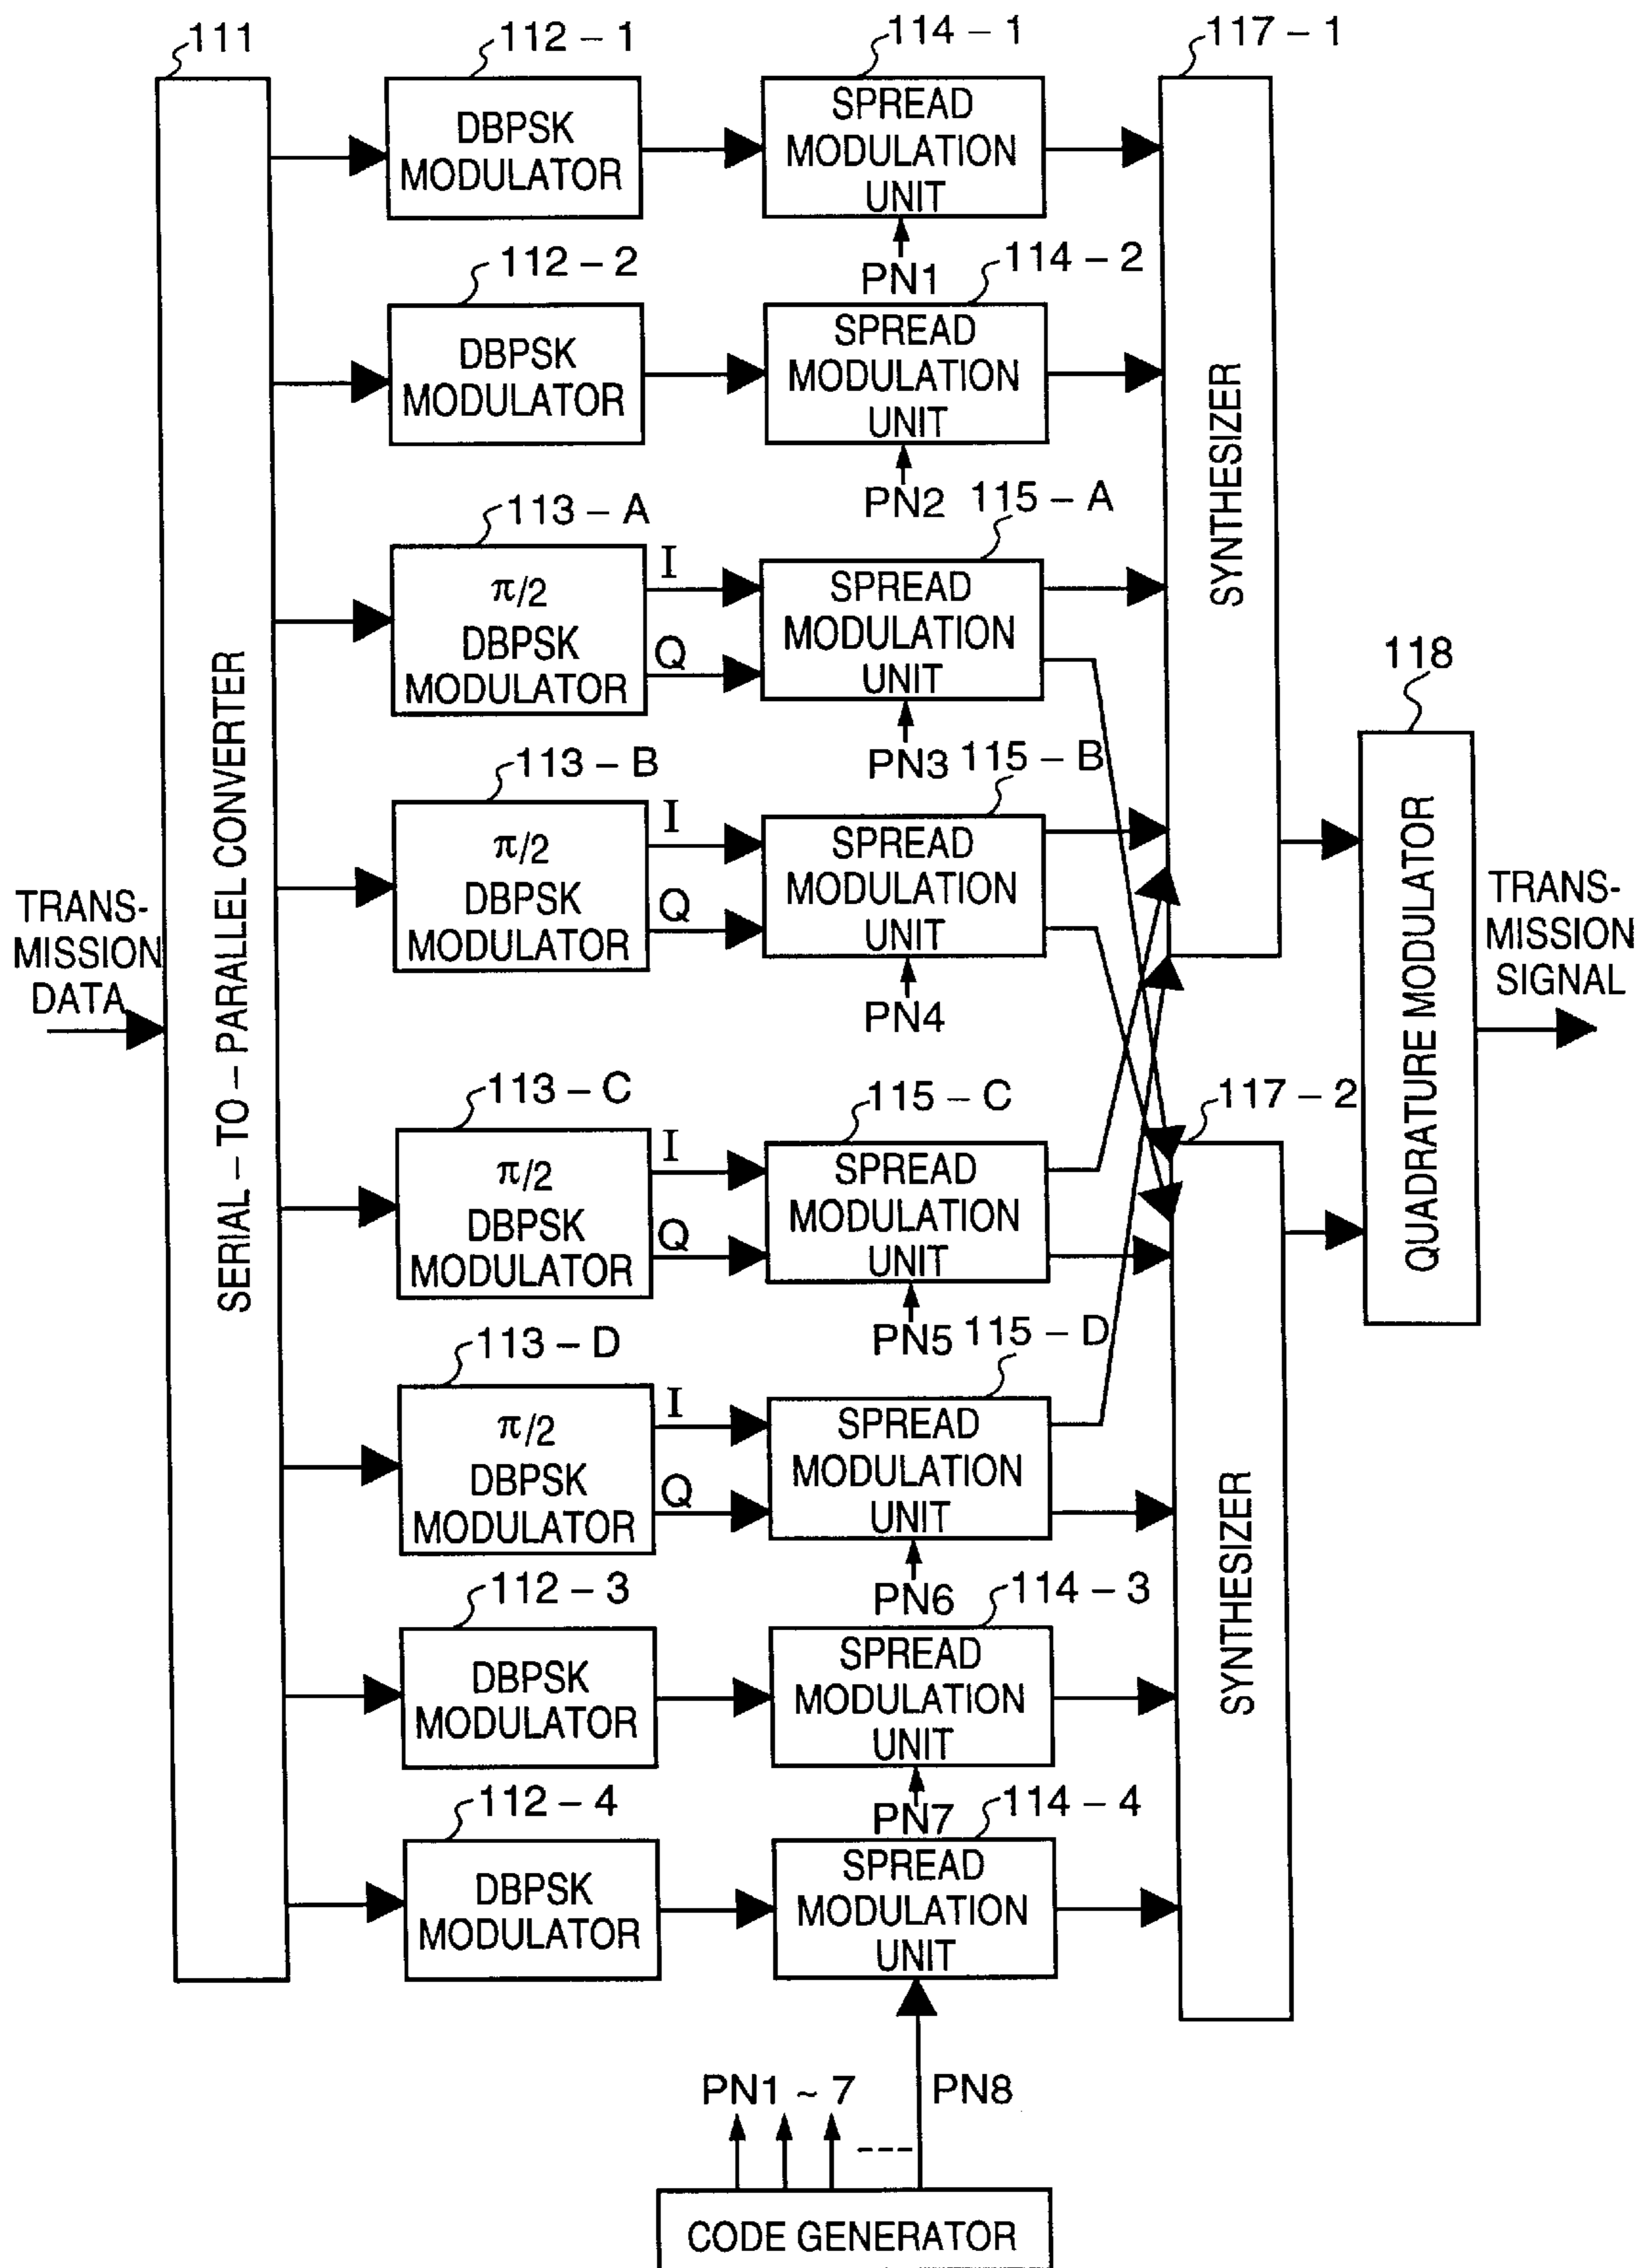 111
112 – 1
114 – 1
117 – 1
DBPSK
MODULATOR
SPREAD
MODULATION
UNIT
PN1
112 – 2
114 – 2
DBPSK
MODULATOR
SPREAD
MODULATION
UNIT
PN2
SYNTHESIZER
113 – A
115 – A
π/2
DBPSK
MODULATOR
I
Q
SPREAD
MODULATION
UNIT
PN3
118
113 – B
115 – B
π/2
DBPSK
MODULATOR
I
Q
SPREAD
MODULATION
UNIT
PN4
SERIAL – TO – PARALLEL CONVERTER
TRANS-
MISSION
DATA
QUADRATURE MODULATOR
TRANS-
MISSION
SIGNAL
113 – C
115 – C
117 – 2
π/2
DBPSK
MODULATOR
I
Q
SPREAD
MODULATION
UNIT
PN5
113 – D
115 – D
π/2
DBPSK
MODULATOR
I
Q
SPREAD
MODULATION
UNIT
PN6
SYNTHESIZER
112 – 3
114 – 3
DBPSK
MODULATOR
SPREAD
MODULATION
UNIT
PN7
112 – 4
114 – 4
DBPSK
MODULATOR
SPREAD
MODULATION
UNIT
PN1 ~ 7
PN8
CODE GENERATOR